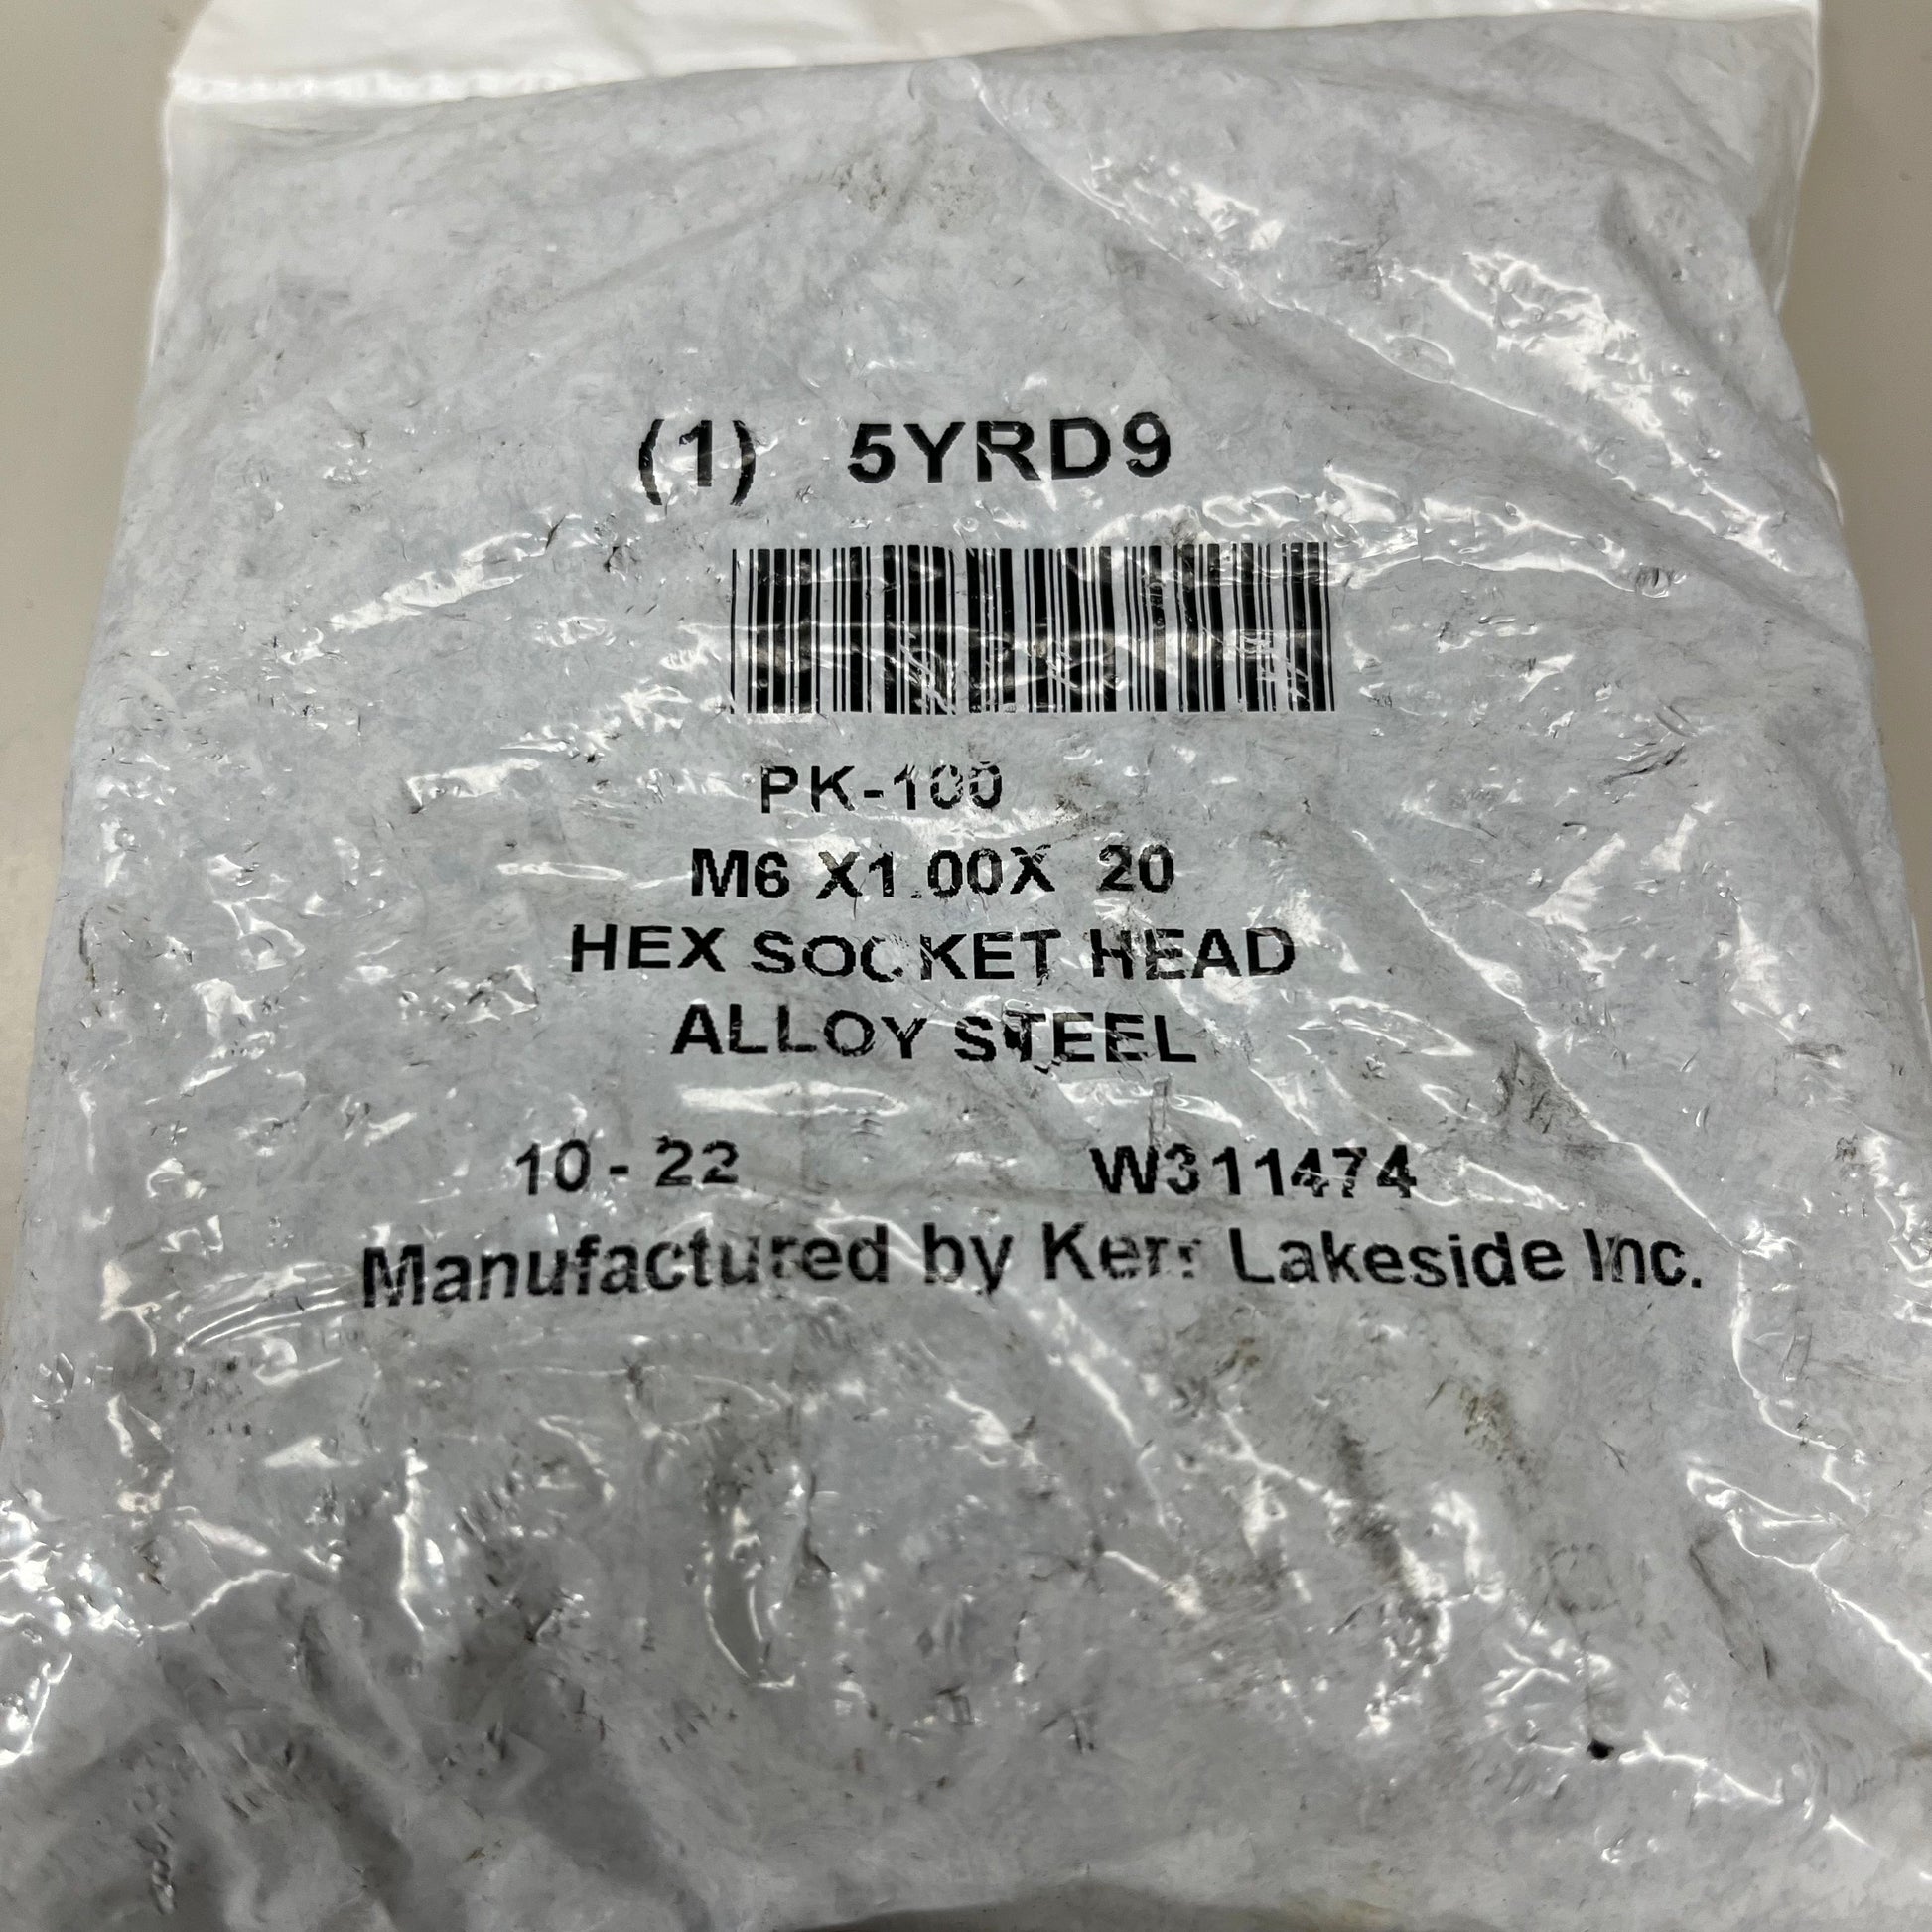 (1) 5YRD9
PK-100
M6 X1.00X 20
HEX SOCKET HEAD
ALLOY STEEL
10 - 22 W311474
Manufactured by Kerr Lakeside Inc.